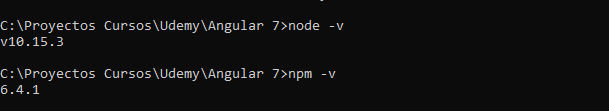 C:\Proyectos Cursos\Udemy\Angular 7>node -v
v10.15.3
C:\Proyectos Cursos\Udemy\Angular 7>npm -v
6.4.1